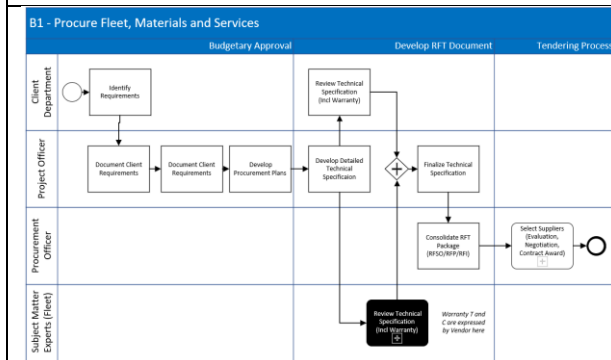 B1 - Procure Fleet, Materials and Services
Budgetary Approval
Develop RFT Document
Tendering Process
Client
Department
Identify
Requirements
Review Technical
Specification
(Incl Warranty)
Project Officer
Document Client
Requirements
Document Client
Requirements
Develop
Procurement Plans
Develop Detailed
Technical
Specificaion
Finalize Technical
Specification
Procurement
Officer
Consolidate RFT
Package
(RFSO/RFP/RFI)
Select Suppliers
(Evaluation,
Negotiation,
Contract Award)
Subject Matter
Experts (Fleet)
Review Technical
Specification
(Incl Warranty)
Warranty T and
C are expressed
by Vendor here